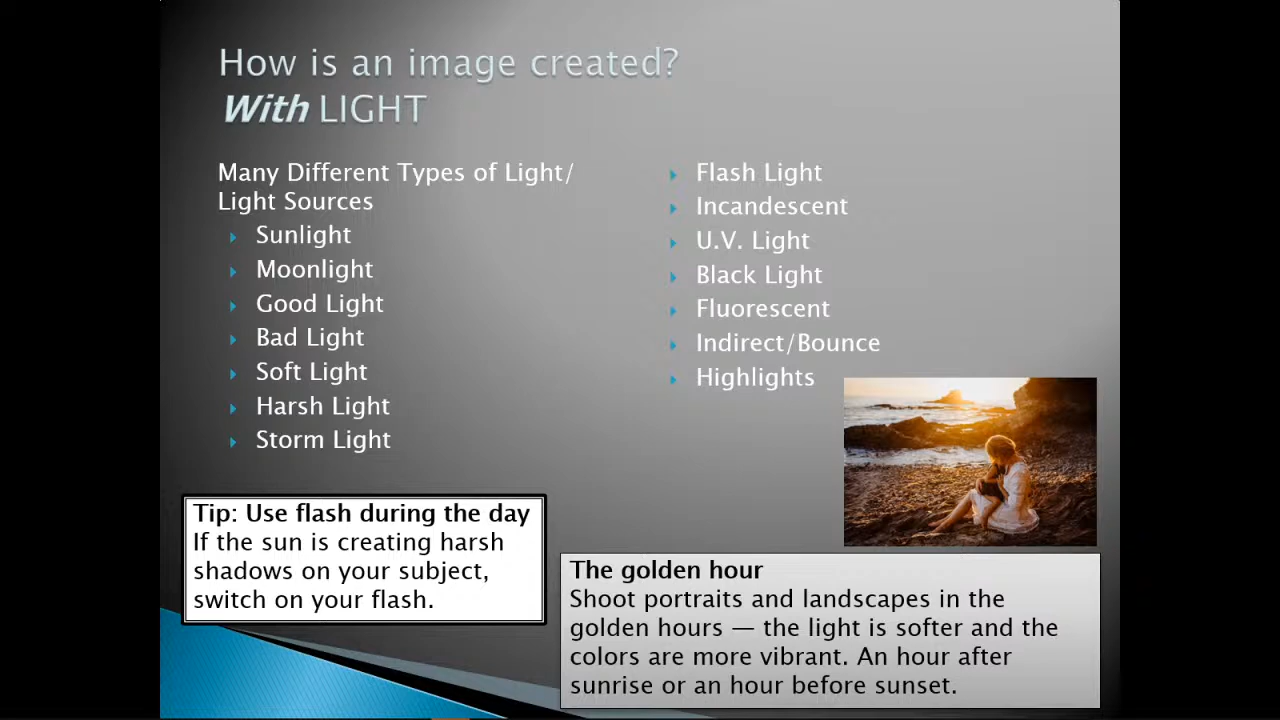 How is an image created?
With LIGHT
Many Different Types of Light/
Light Sources
Sunlight
Moonlight
Good Light
Bad Light
Soft Light
Harsh Light
Storm Light
Flash Light
Incandescent
U.V. Light
Black Light
Fluorescent
Indirect/Bounce
Highlights
Tip: Use flash during the day
If the sun is creating harsh
shadows on your subject,
switch on your flash.
The golden hour
Shoot portraits and landscapes in the
golden hours — the light is softer and the
colors are more vibrant. An hour after
sunrise or an hour before sunset.